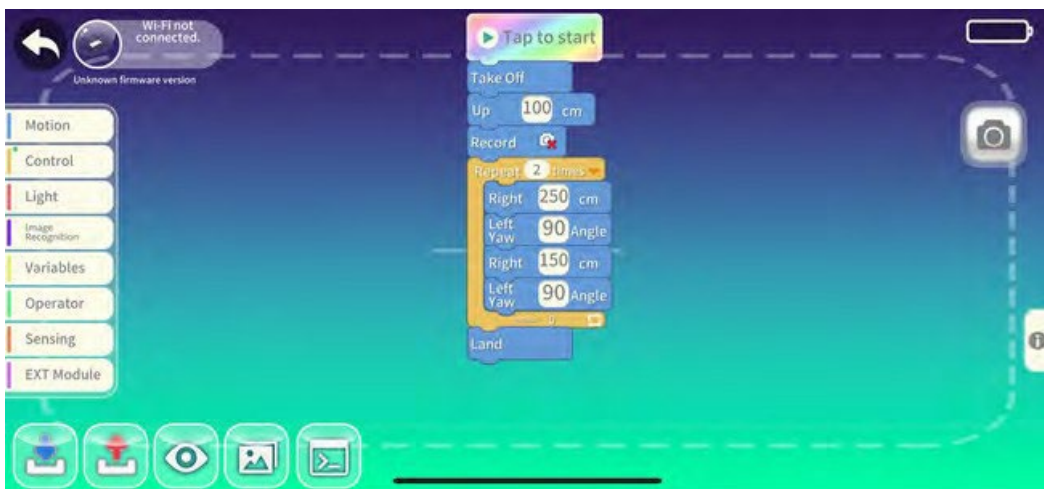 Wi-Fi not
connected.
Unknown firmware version
Motion
Control
Light
Image
Recognition
Variables
Operator
Sensing
EXT Module
Tap to start
Take Off
Up 100 cm
Record
Repeat 2 times
Right 250 cm
Left
Yaw 90 Angle
Right 150 cm
Left
Yaw 90 Angle
Land